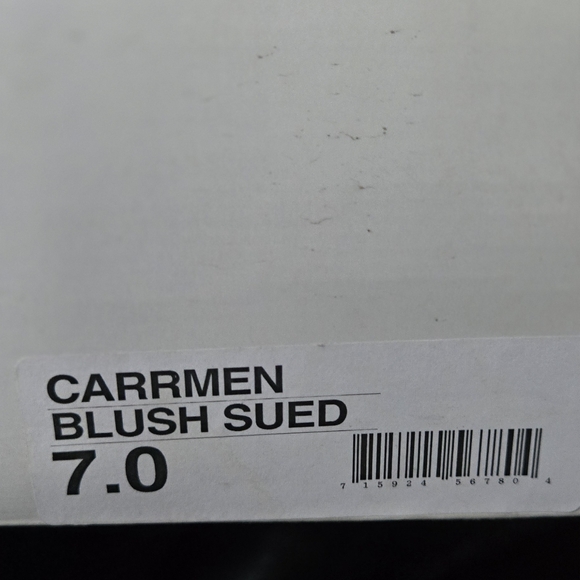 CARRMEN
BLUSH SUED
7.0
7 15924 56780 4